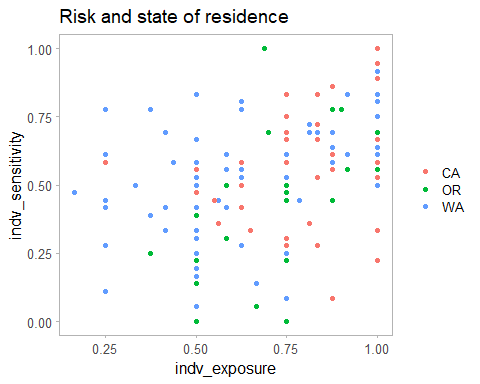 Risk and state of residence
1.00
0.75
0.50
0.25
0.00
indv_sensitivity
0.25
0.50
0.75
1.00
indv_exposure
CA
OR
WA